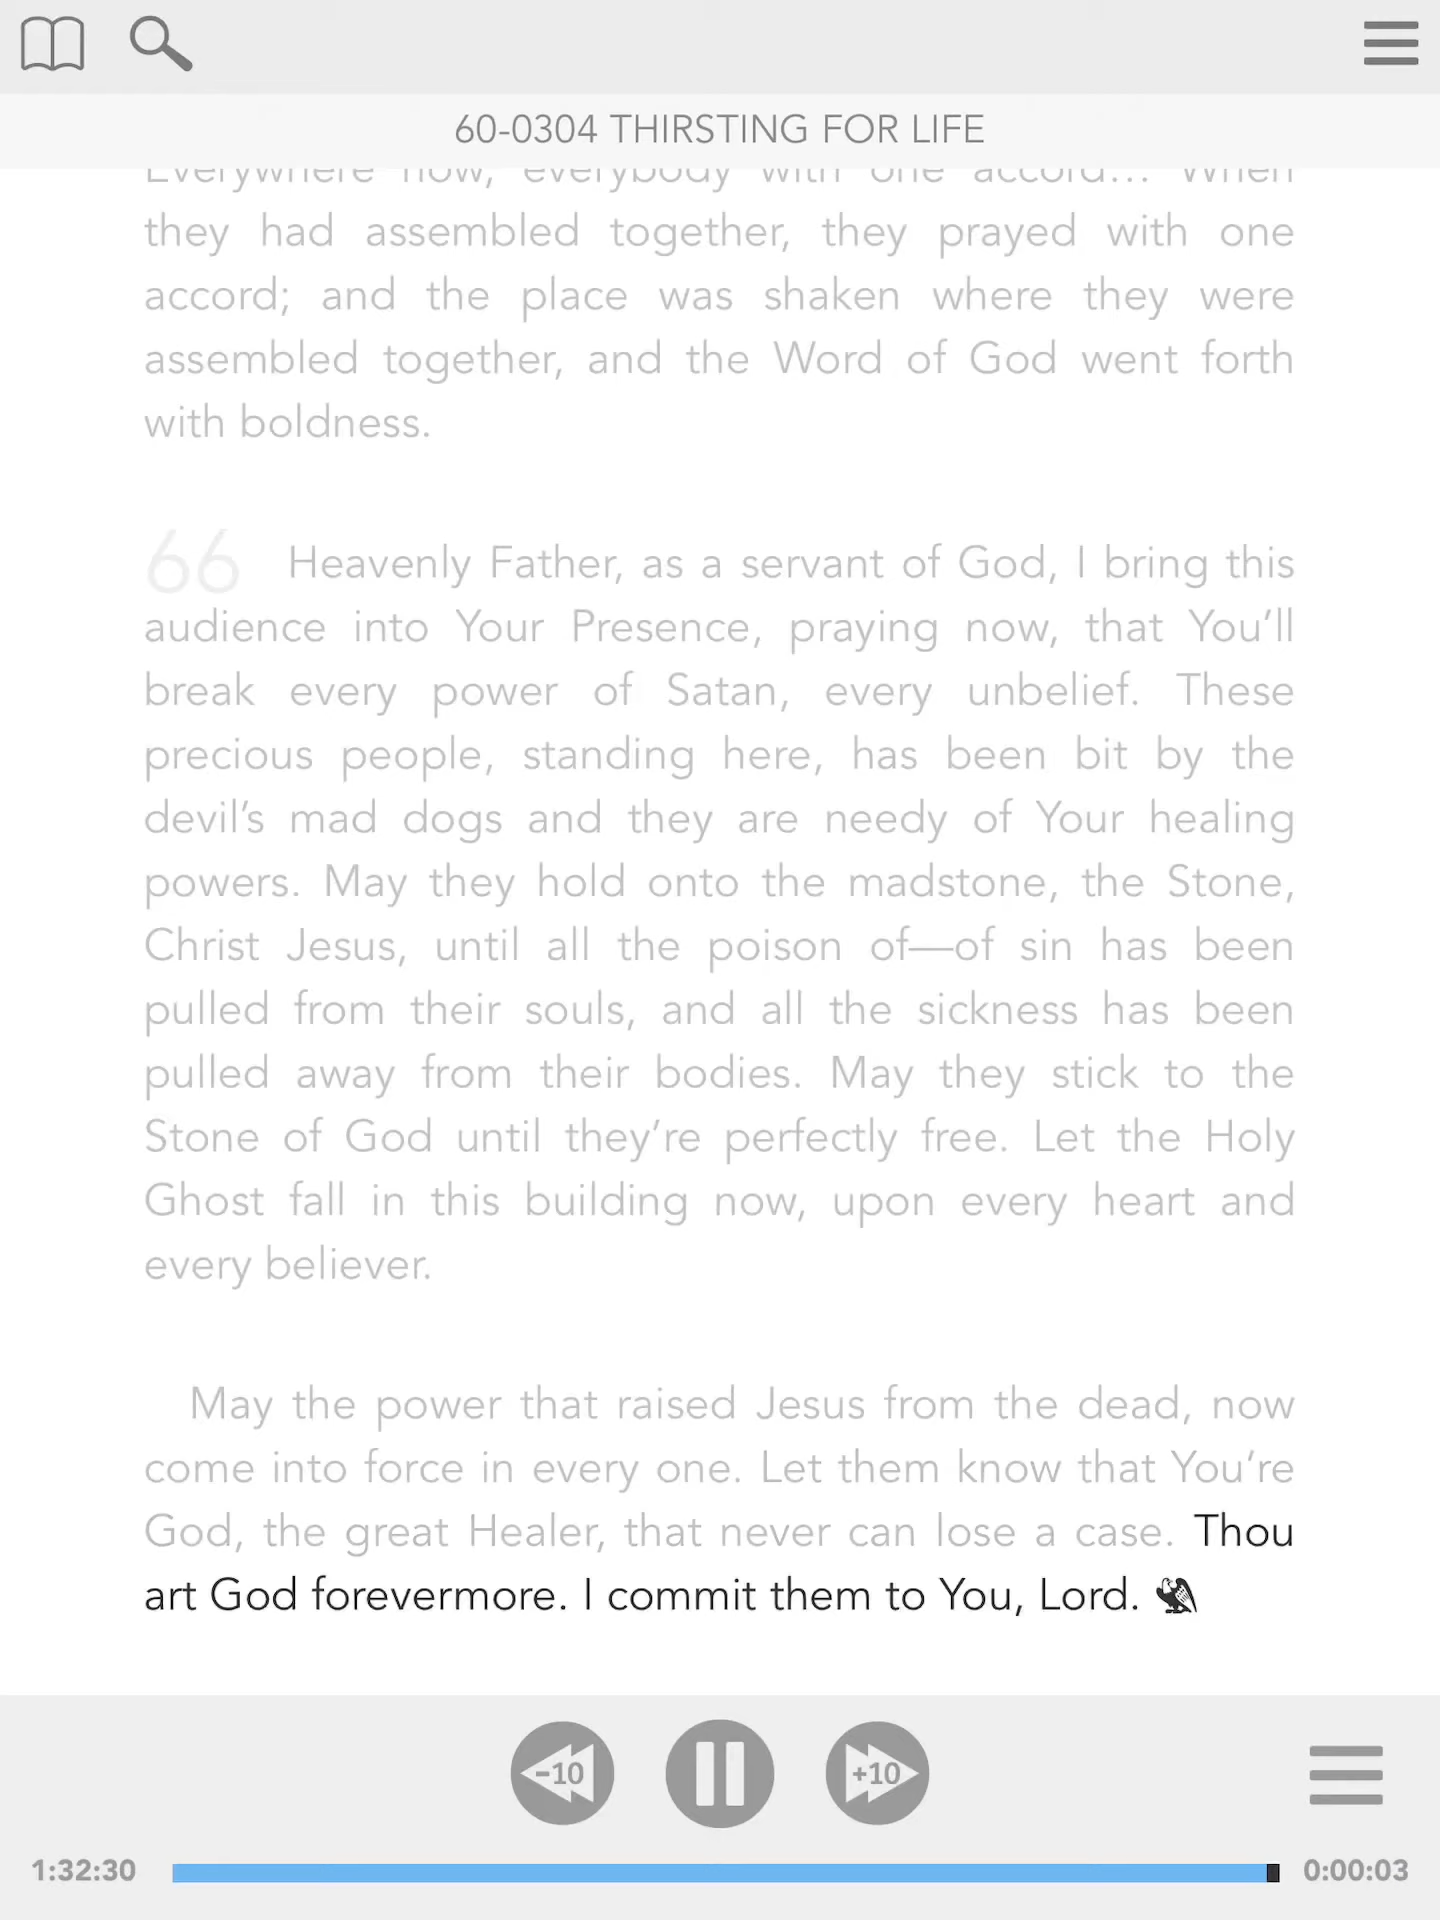 60-0304 THIRSTING FOR LIFE
Everywhere now, everybody with one accord... When
they had assembled together, they prayed with one
accord; and the place was shaken where they were
assembled together, and the Word of God went forth
with boldness.
66 Heavenly Father, as a servant of God, I bring this
audience into Your Presence, praying now, that You’ll
break every power of Satan, every unbelief. These
precious people, standing here, has been bit by the
devil’s mad dogs and they are needy of Your healing
powers. May they hold onto the madstone, the Stone,
Christ Jesus, until all the poison of—of sin has been
pulled from their souls, and all the sickness has been
pulled away from their bodies. May they stick to the
Stone of God until they’re perfectly free. Let the Holy
Ghost fall in this building now, upon every heart and
every believer.
May the power that raised Jesus from the dead, now
come into force in every one. Let them know that You’re
God, the great Healer, that never can lose a case. Thou
art God forevermore. I commit them to You, Lord.
-10 +10
1:32:30 0:00:03